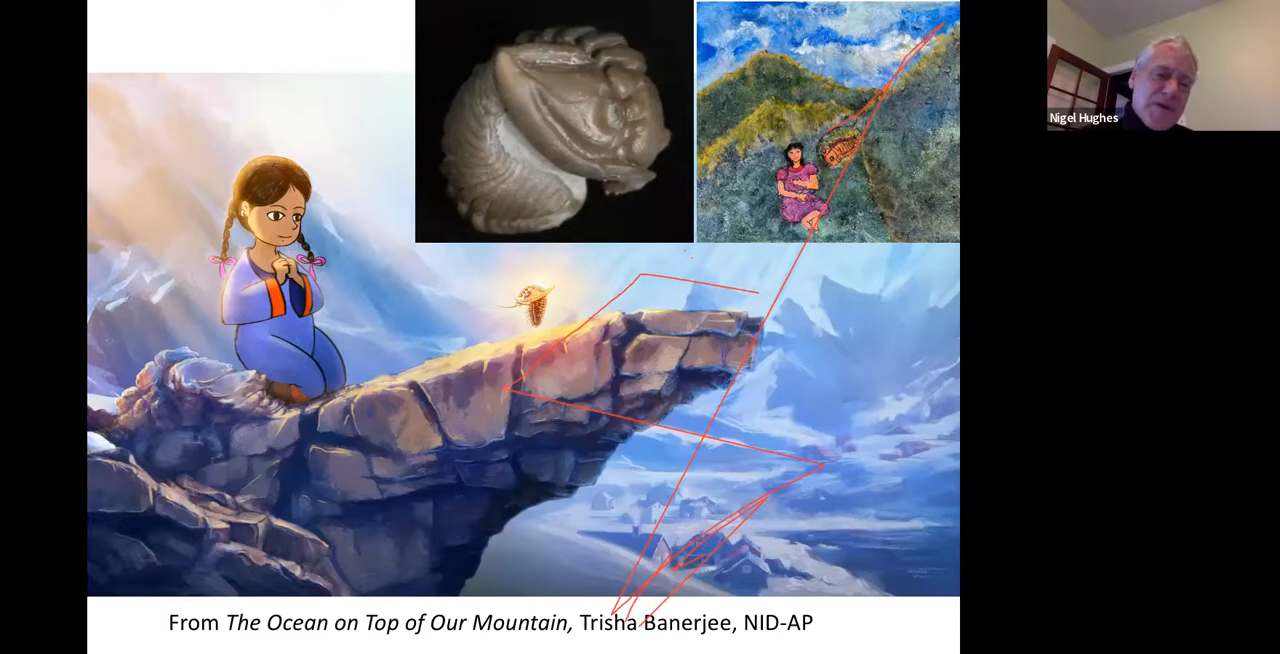 Nigel Hughes
From The Ocean on Top of Our Mountain, Trisha Banerjee, NID-AP